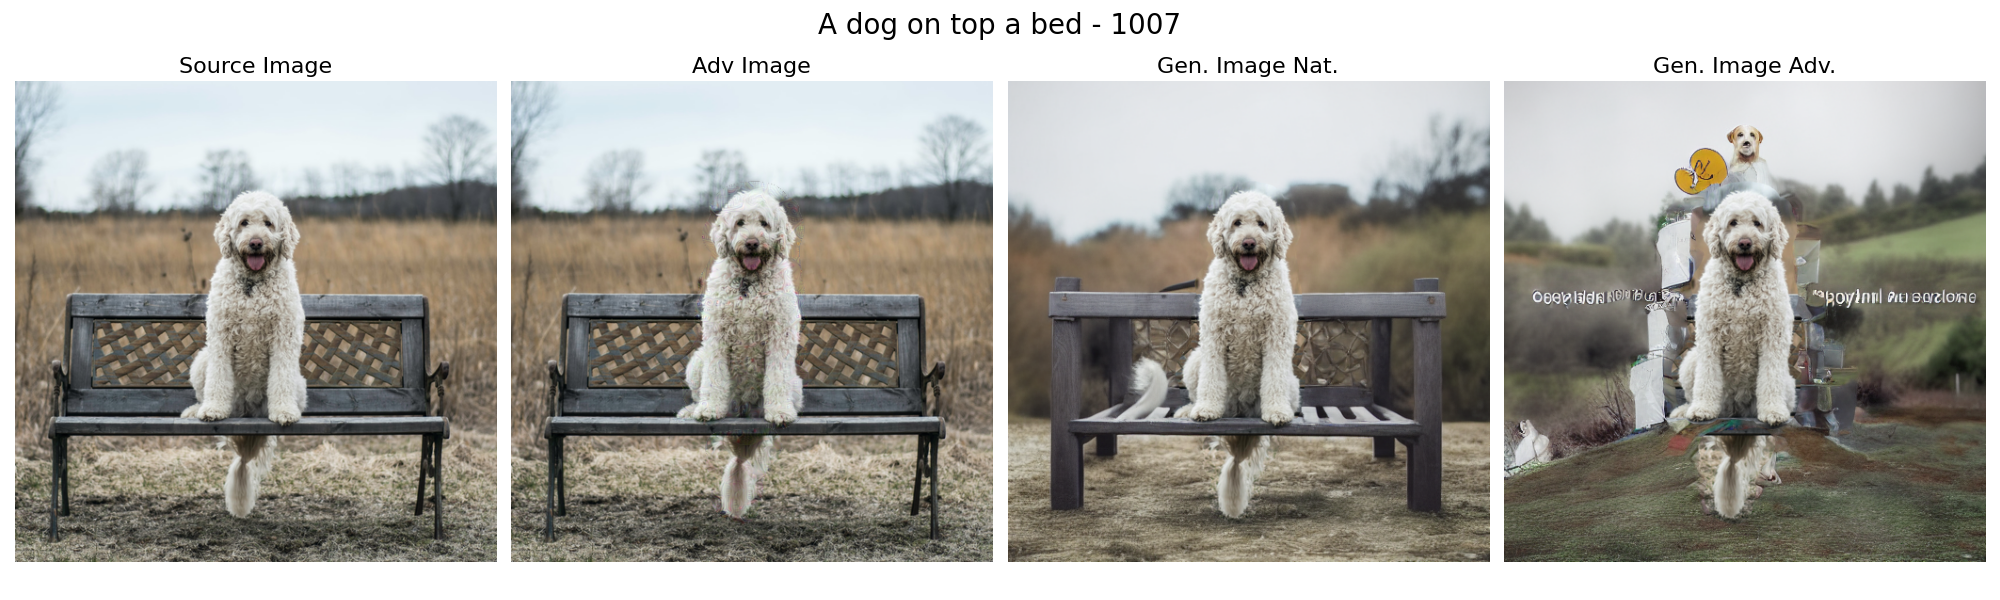 A dog on top a bed - 1007
Source Image
Adv Image
Gen. Image Nat.
Gen. Image Adv.